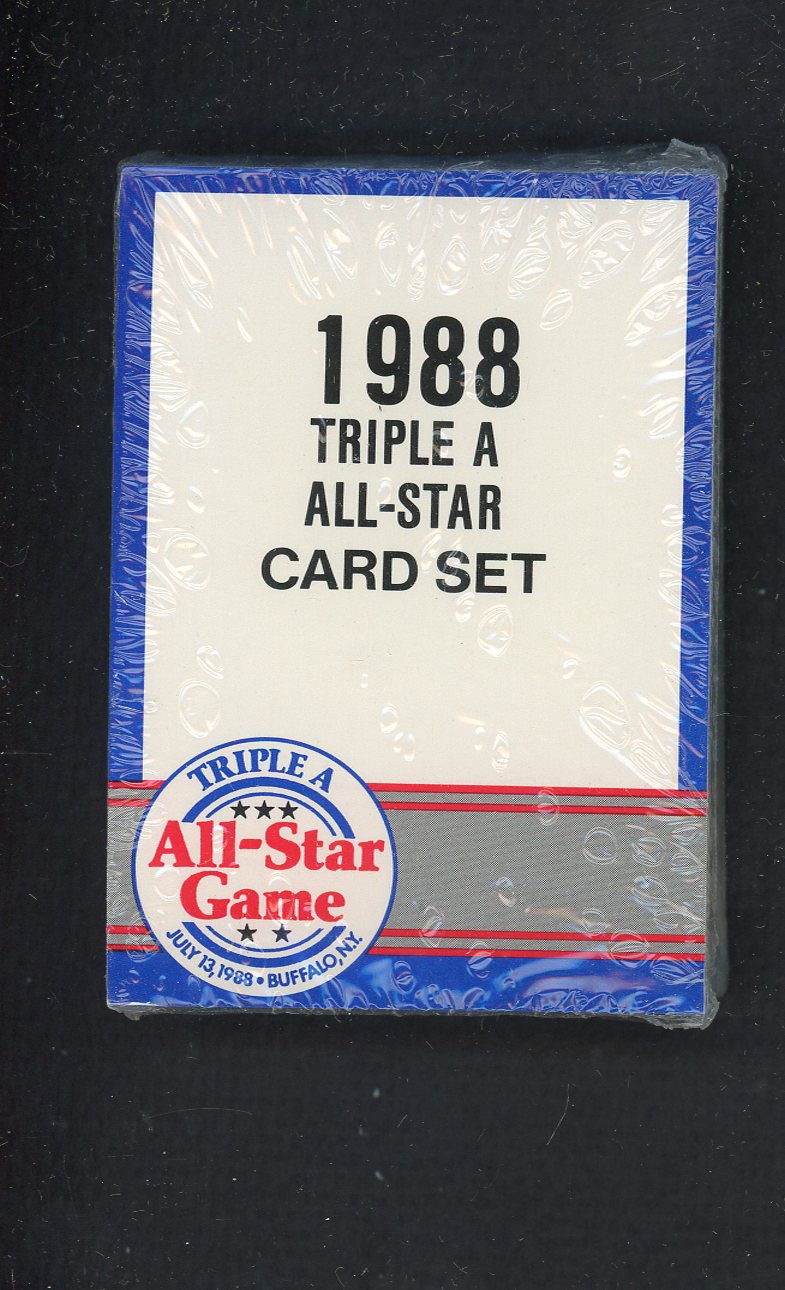 1988
TRIPLE A
ALL-STAR
CARD SET
TRIPLE A
All-Star
Game
JULY 13, 1988 • BUFFALO, N.Y.